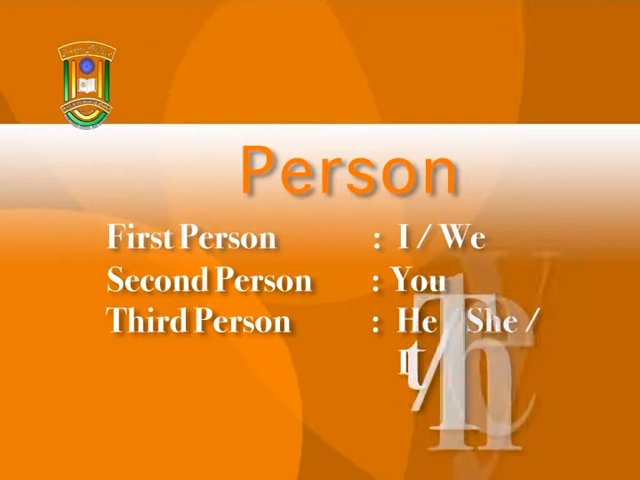 Person
First Person : I / We
Second Person : You
Third Person : He / She /
It /